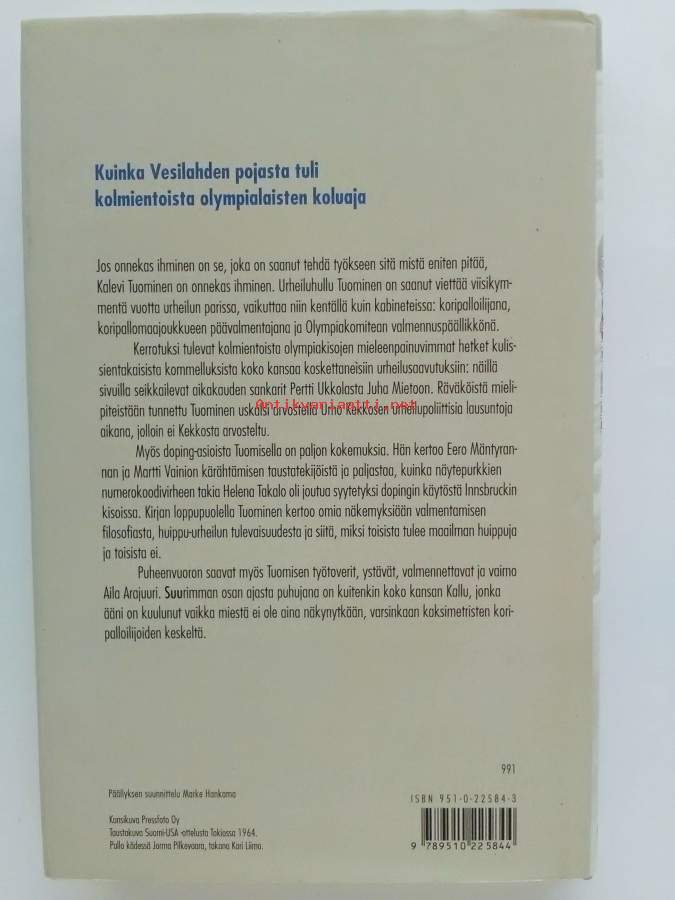 Kuinka Vesilahden pojasta tuli
kolmientoista olympialaisten koluaja
Jos onnekas ihminen on se, joka on saanut tehdä työkseen sitä mistä eniten pitää,
Kalevi Tuominen on onnekas ihminen. Urheiluhullu Tuominen on saanut viettää viisikym-
mentä vuotta urheilun parissa, vaikuttaa niin kentällä kuin kabineteissa: koripalloilijana,
koripallomaajoukkueen päävalmentajana ja Olympiakomitean valmennuspäällikkönä.
Kerrotuksi tulevat kolmientoista olympiakisojen mieleenpainuvimmat hetket kulis-
sientakaisista kommelluksista koko kansaa koskettaneisiin urheilusaavutuksiin: näillä
sivuilla seikkailevat aikakauden sankarit Pertti Ukkolasta Juha Mietoon. Räväköistä mieli-
piteistään tunnettu Tuominen uskalsi arvostella Urho Kekkosen urheilupoliittisia lausuntoja
Antikvariantti.net
aikana, jolloin ei Kekkosta arvosteltu.
Myös doping-asioista Tuomisella on paljon kokemuksia. Hän kertoo Eero Mäntyran-
nan ja Martti Vainion kärähtämisen taustatekijöistä ja paljastaa, kuinka näytepurkkien
numerokoodivirheen takia Helena Takalo oli joutua syytetyksi dopingin käytöstä Innsbruckin
kisoissa. Kirjan loppupuolella Tuominen kertoo omia näkemyksiään valmentamisen
filosofiasta, huippu-urheilun tulevaisuudesta ja siitä, miksi toisista tulee maailman huippuja
ja toisista ei.
Puheenvuoron saavat myös Tuomisen työtoverit, ystävät, valmennettavat ja vaimo
Aila Arajuuri. Suurimman osan ajasta puhujana on kuitenkin koko kansan Kallu, jonka
ääni on kuulunut vaikka miestä ei ole aina näkynytkään, varsinkaan kaksimetristen kori-
palloilijoiden keskeltä.
991
Päällyksen suunnittelu Marke Hankamo
ISBN 951-0-22584-3
Kansikuva Pressfoto Oy
Taustakuva Suomi-USA -ottelusta Tokiossa 1964.
Pallo kädessä Jorma Pilkevaara, takana Kari Liimo.
9 789510 225844